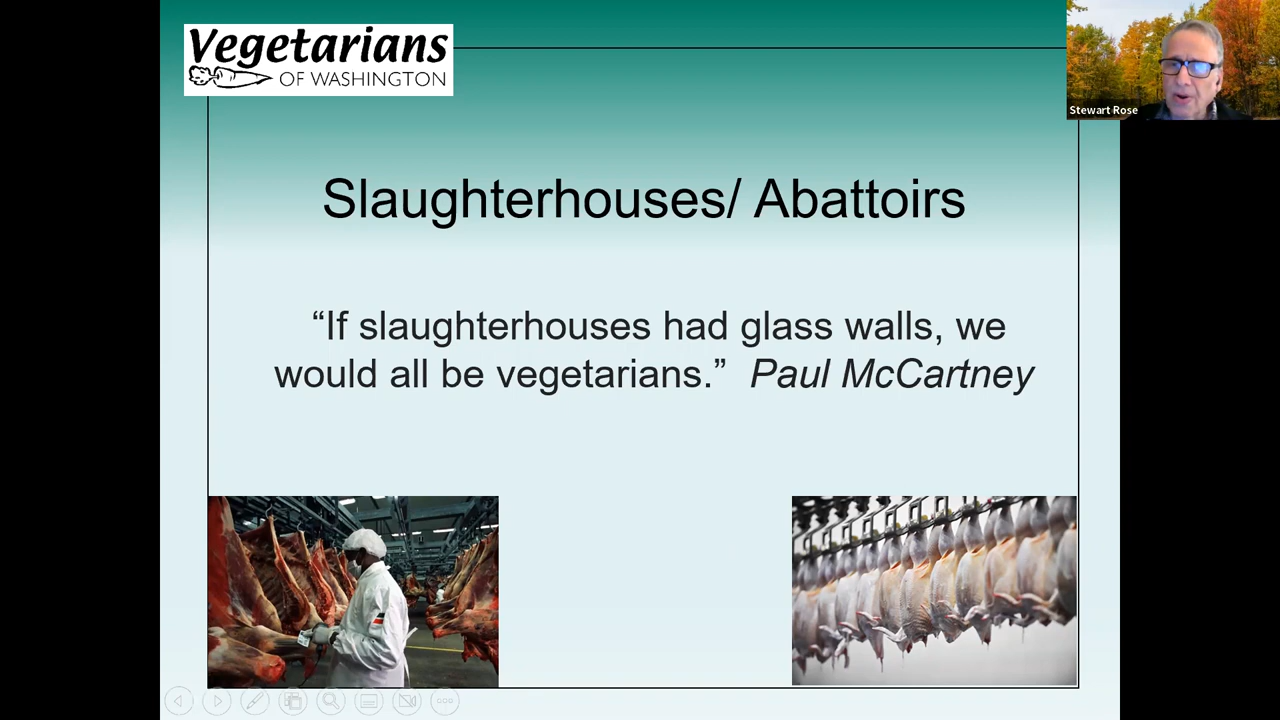 Vegetarians
OF WASHINGTON
Stewart Rose
Slaughterhouses/ Abattoirs
“If slaughterhouses had glass walls, we
would all be vegetarians.” Paul McCartney